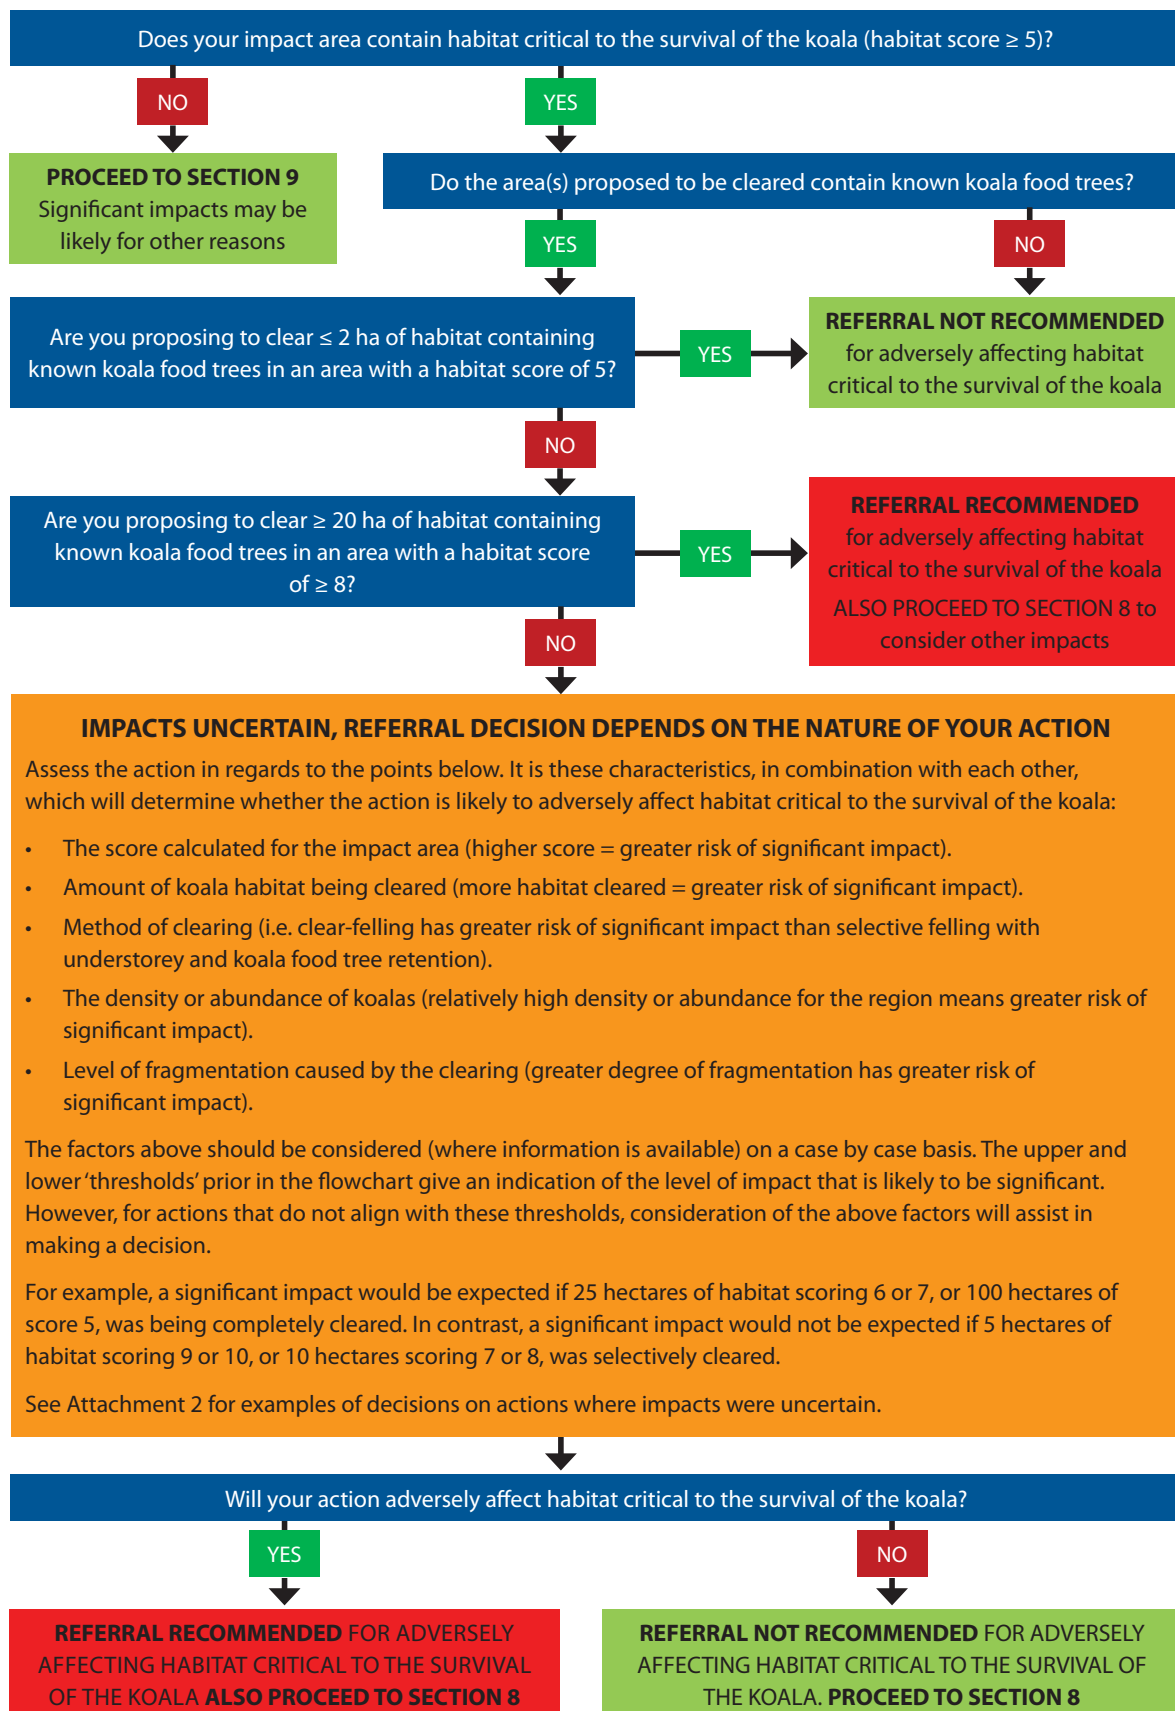 Does your impact area contain habitat critical to the survival of the koala (habitat score ≥ 5)?
NO
YES
PROCEED TO SECTION 9
Significant impacts may be
likely for other reasons
Do the area(s) proposed to be cleared contain known koala food trees?
YES
NO
Are you proposing to clear ≤ 2 ha of habitat containing
known koala food trees in an area with a habitat score of 5?
YES
REFERRAL NOT RECOMMENDED
for adversely affecting habitat
critical to the survival of the koala
NO
Are you proposing to clear ≥ 20 ha of habitat containing
known koala food trees in an area with a habitat score
of ≥ 8?
YES
REFERRAL RECOMMENDED
for adversely affecting habitat
critical to the survival of the koala
ALSO PROCEED TO SECTION 8 to
consider other impacts
NO
IMPACTS UNCERTAIN, REFERRAL DECISION DEPENDS ON THE NATURE OF YOUR ACTION
Assess the action in regards to the points below. It is these characteristics, in combination with each other,
which will determine whether the action is likely to adversely affect habitat critical to the survival of the koala:
• The score calculated for the impact area (higher score = greater risk of significant impact).
• Amount of koala habitat being cleared (more habitat cleared = greater risk of significant impact).
• Method of clearing (i.e. clear-felling has greater risk of significant impact than selective felling with
understorey and koala food tree retention).
• The density or abundance of koalas (relatively high density or abundance for the region means greater risk of
significant impact).
• Level of fragmentation caused by the clearing (greater degree of fragmentation has greater risk of
significant impact).
The factors above should be considered (where information is available) on a case by case basis. The upper and
lower 'thresholds' prior in the flowchart give an indication of the level of impact that is likely to be significant.
However, for actions that do not align with these thresholds, consideration of the above factors will assist in
making a decision.
For example, a significant impact would be expected if 25 hectares of habitat scoring 6 or 7, or 100 hectares of
score 5, was being completely cleared. In contrast, a significant impact would not be expected if 5 hectares of
habitat scoring 9 or 10, or 10 hectares scoring 7 or 8, was selectively cleared.
See Attachment 2 for examples of decisions on actions where impacts were uncertain.
Will your action adversely affect habitat critical to the survival of the koala?
YES
NO
REFERRAL RECOMMENDED FOR ADVERSELY
AFFECTING HABITAT CRITICAL TO THE SURVIVAL
OF THE KOALA ALSO PROCEED TO SECTION 8
REFERRAL NOT RECOMMENDED FOR ADVERSELY
AFFECTING HABITAT CRITICAL TO THE SURVIVAL OF
THE KOALA. PROCEED TO SECTION 8